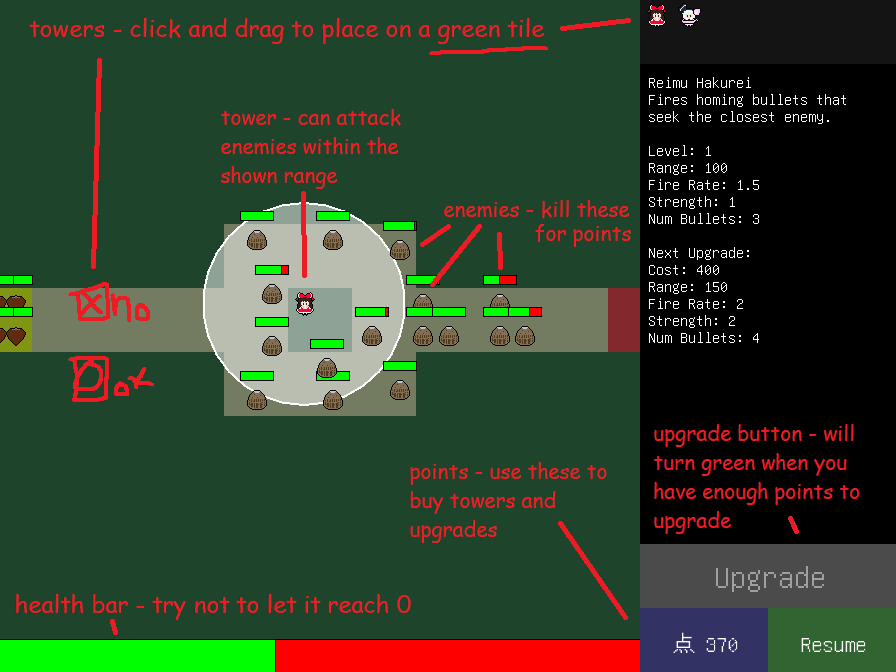 towers - click and drag to place on a green tile
tower - can attack
enemies within the
shown range
enemies - kill these
for points
no
ok
points - use these to
buy towers and
upgrades
health bar - try not to let it reach 0
Reimu Hakurei
Fires homing bullets that
seek the closest enemy.
Level: 1
Range: 100
Fire Rate: 1.5
Strength: 1
Num Bullets: 3
Next Upgrade:
Cost: 400
Range: 150
Fire Rate: 2
Strength: 2
Num Bullets: 4
upgrade button - will
turn green when you
have enough points to
upgrade
Upgrade
点 370
Resume